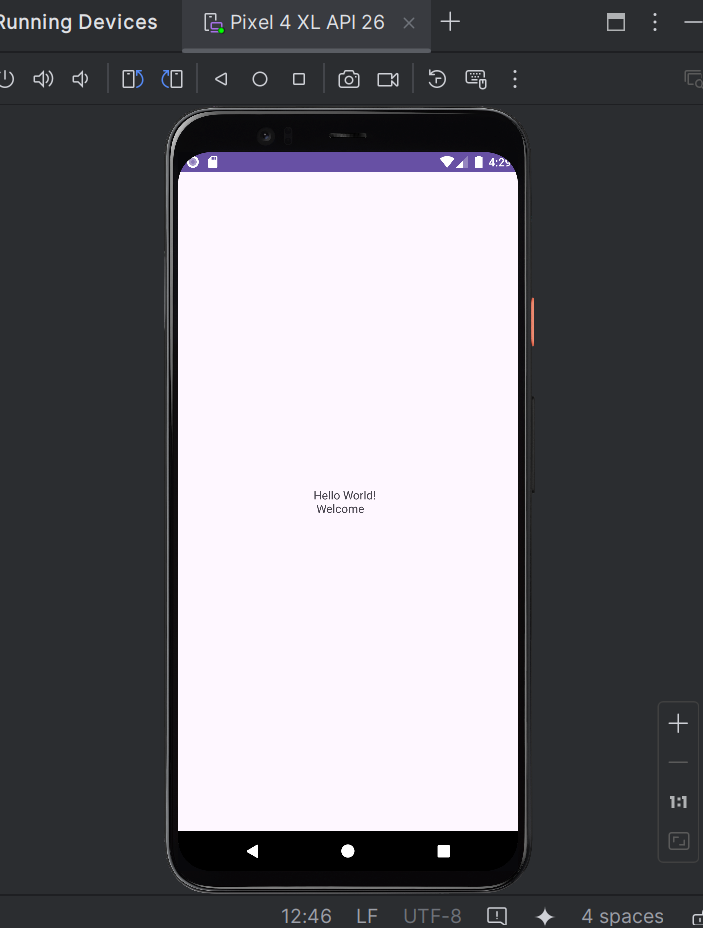 Running Devices
Pixel 4 XL API 26
4:29
Hello World!
Welcome
1:1
12:46 LF UTF-8 4 spaces